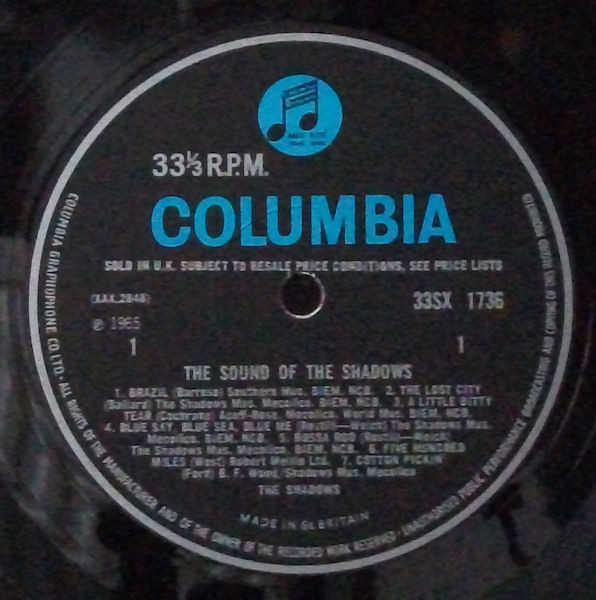 33⅓ R.P.M.
COLUMBIA
SOLD IN U.K. SUBJECT TO RESALE PRICE CONDITIONS, SEE PRICE LISTS
(XAX.2848)
33SX 1736
℗ 1965
1
1
THE SOUND OF THE SHADOWS
1. BRAZIL (Barroso) Southern Mus. BIEM. NCB. 2. THE LOST CITY
(Ballard) The Shadows Mus. Mecolico. BIEM. NCB. 3. A LITTLE BITTY
TEAR (Cochran) Acuff-Rose. Mecolico. World Mus. BIEM. NCB.
4. BLUE SKY, BLUE SEA, BLUE ME (Rostill—Welch) The Shadows Mus.
Mecolico. BIEM. NCB. 5. BOSSA ROO (Rostill—Welch)
The Shadows Mus. Mecolico. BIEM. NCB. 6. FIVE HUNDRED
MILES (West) Robert Mellin Ltd. 7. COTTON PICKIN'
(Ford) B. F. Wood, Shadows Mus. Mecolico
THE SHADOWS
MADE IN GT. BRITAIN
COLUMBIA GRAPHOPHONE CO. LTD. · ALL RIGHTS OF THE MANUFACTURER AND OF THE OWNER OF THE RECORDED WORK RESERVED · UNAUTHORISED PUBLIC PERFORMANCE BROADCASTING AND COPYING OF THIS RECORD PROHIBITED